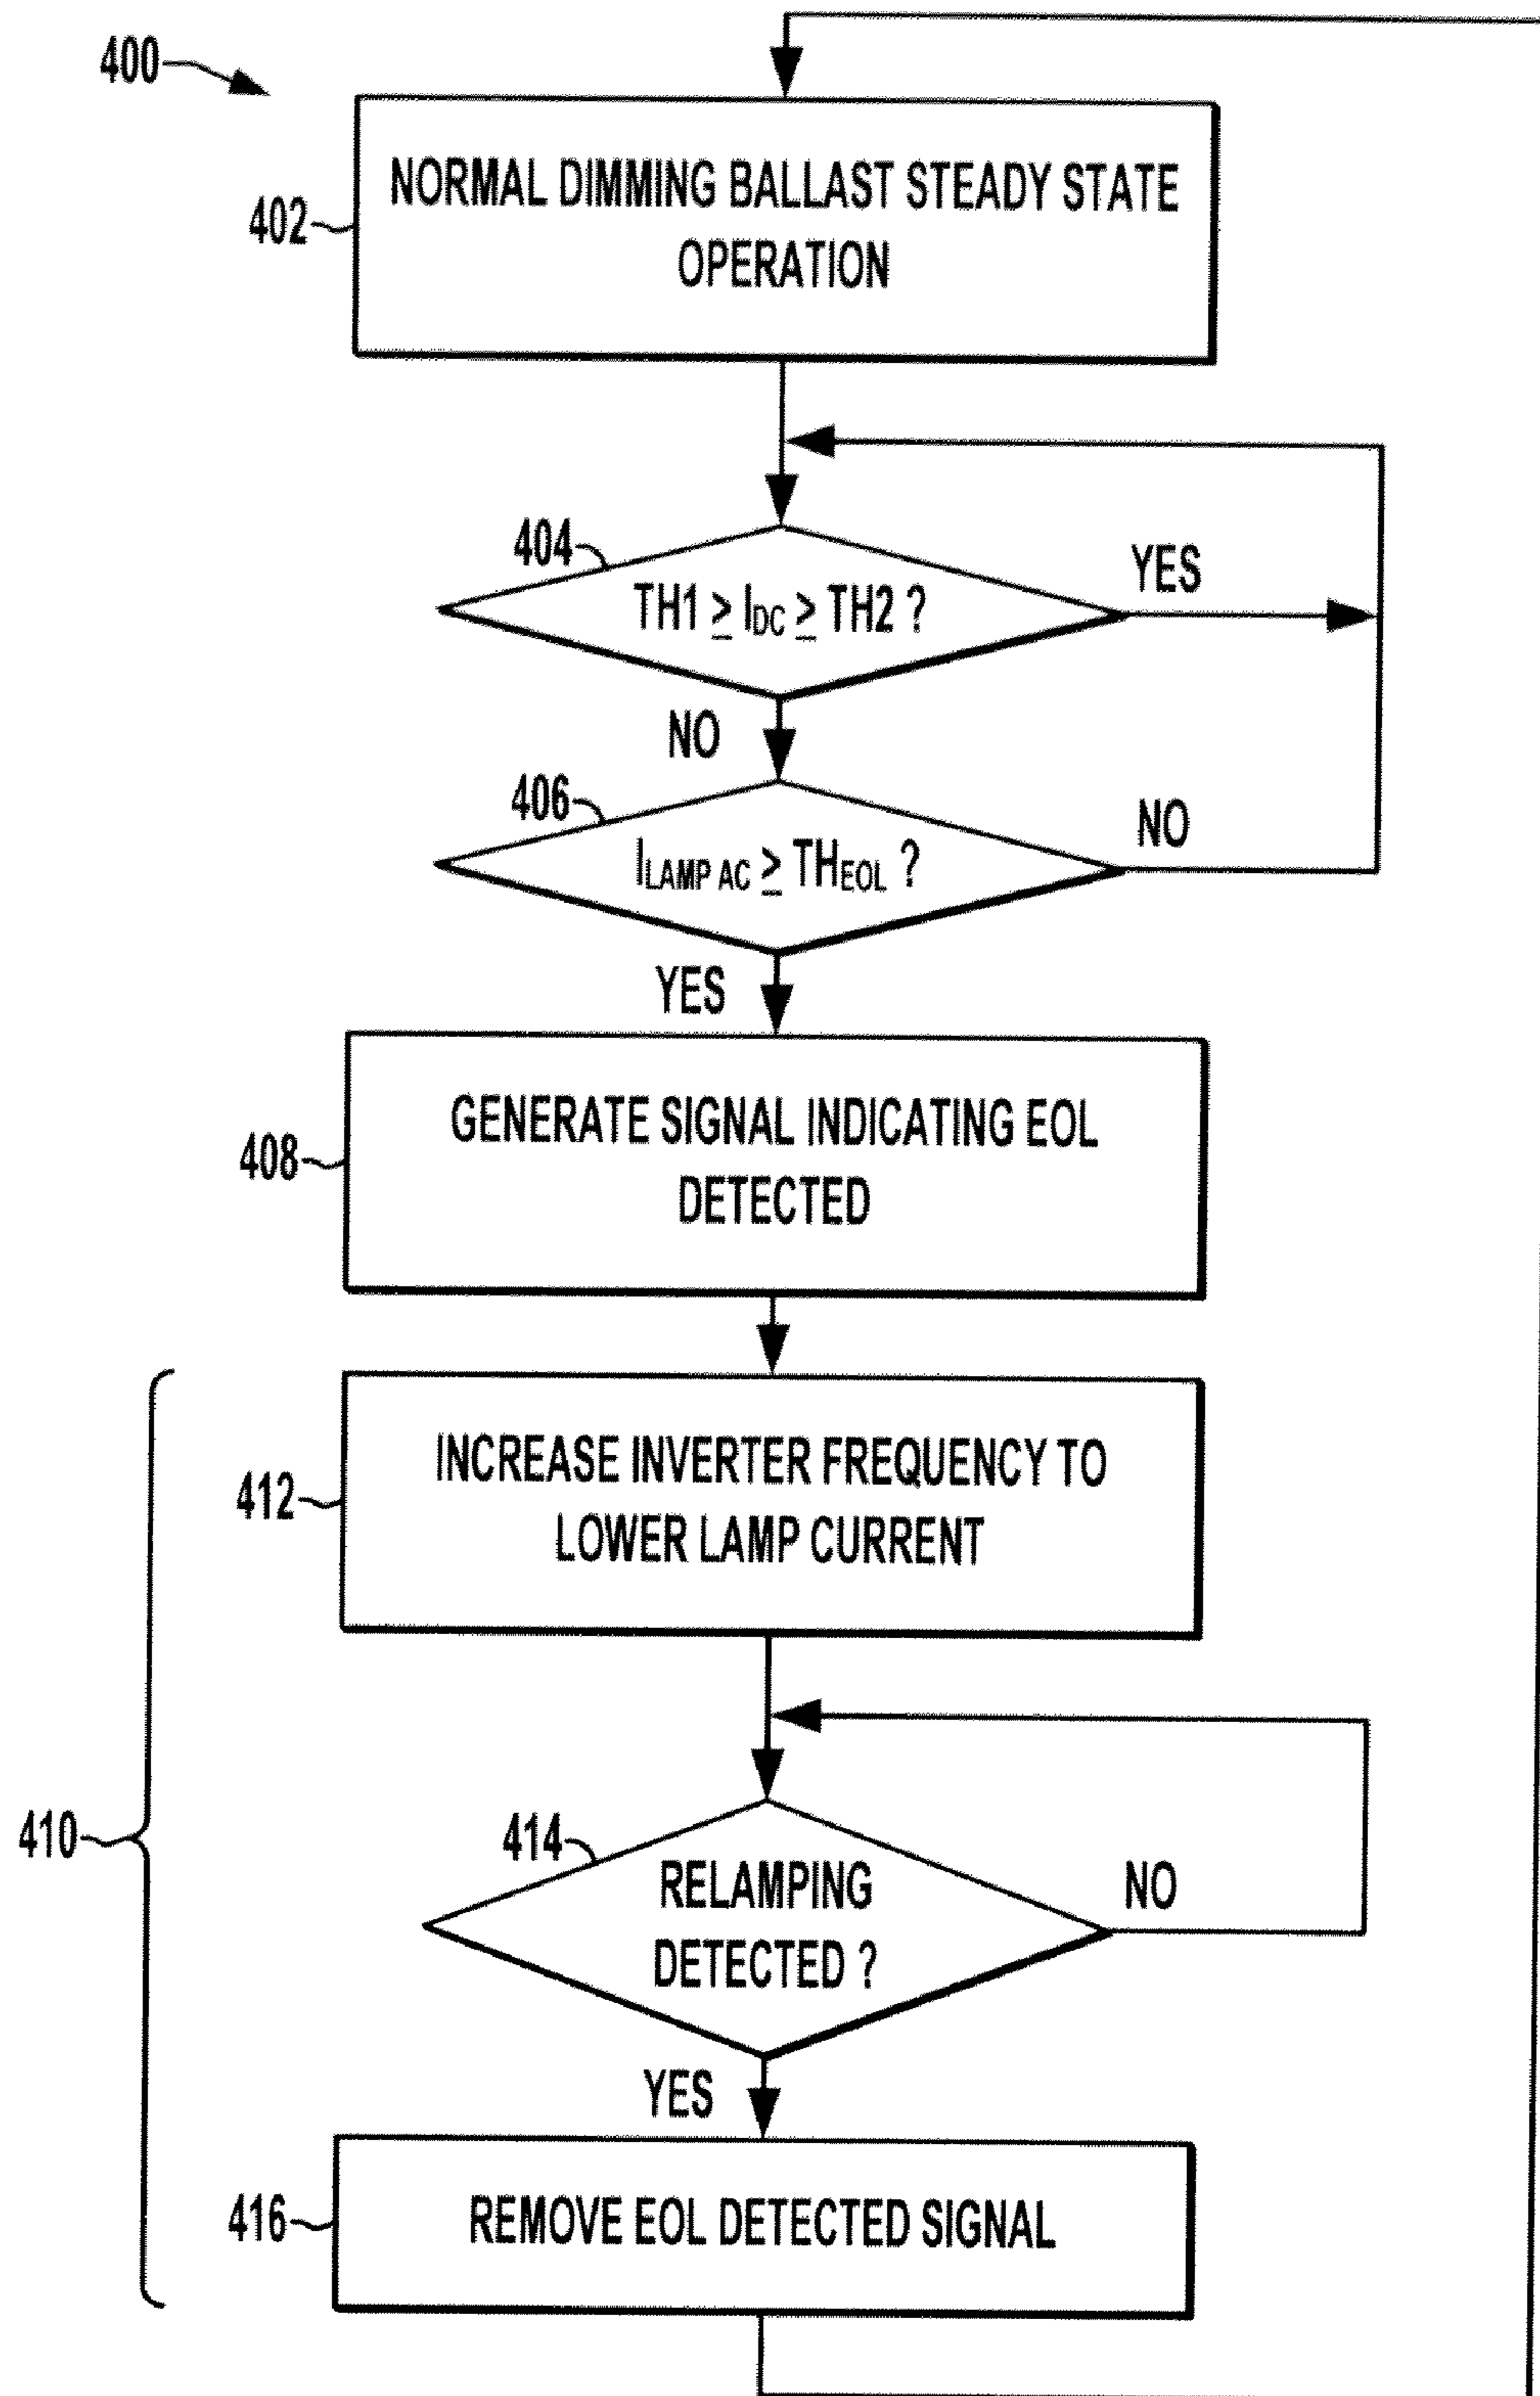 400
402
NORMAL DIMMING BALLAST STEADY STATE
OPERATION
404
TH1 ≥ IDC ≥ TH2 ?
YES
NO
406
ILAMP AC ≥ THEOL ?
NO
YES
408
GENERATE SIGNAL INDICATING EOL
DETECTED
410
412
INCREASE INVERTER FREQUENCY TO
LOWER LAMP CURRENT
414
RELAMPING
DETECTED ?
NO
YES
416
REMOVE EOL DETECTED SIGNAL